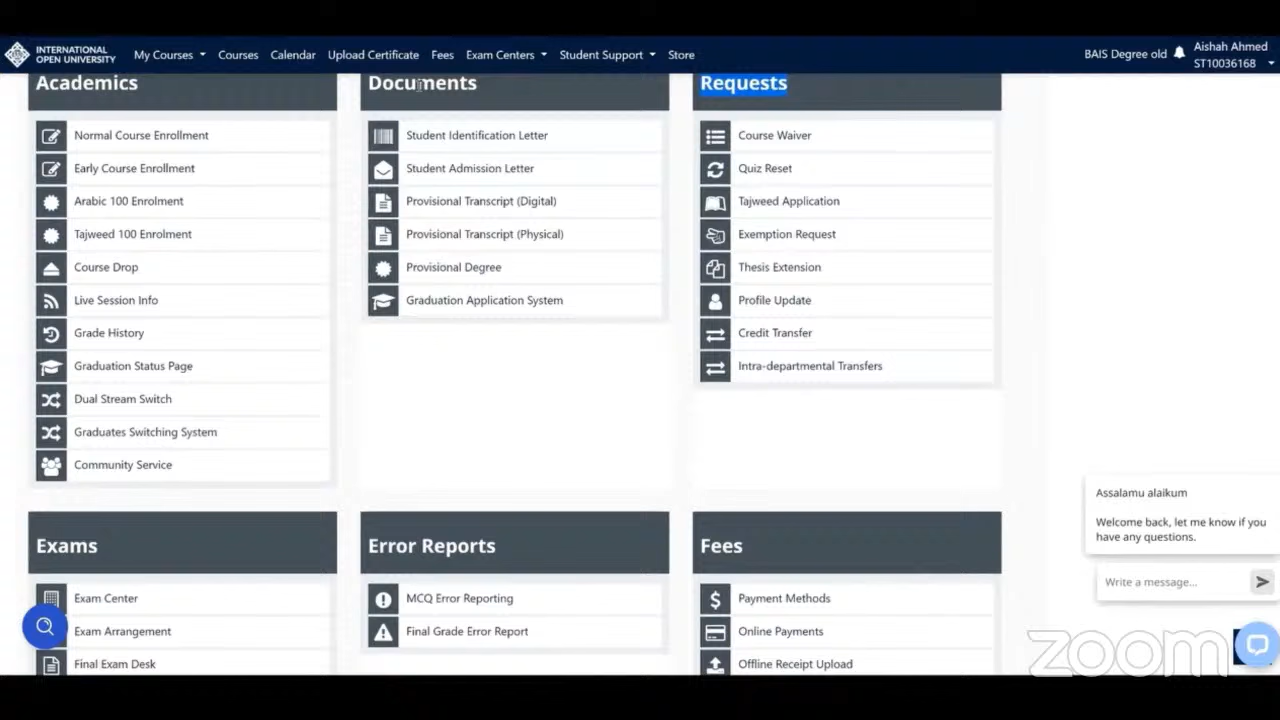 INTERNATIONAL
OPEN UNIVERSITY
My Courses
Courses
Calendar
Upload Certificate
Fees
Exam Centers
Student Support
Store
BAIS Degree old
Aishah Ahmed
ST10036168
Academics
Normal Course Enrollment
Early Course Enrollment
Arabic 100 Enrolment
Tajweed 100 Enrolment
Course Drop
Live Session Info
Grade History
Graduation Status Page
Dual Stream Switch
Graduates Switching System
Community Service
Documents
Student Identification Letter
Student Admission Letter
Provisional Transcript (Digital)
Provisional Transcript (Physical)
Provisional Degree
Graduation Application System
Requests
Course Waiver
Quiz Reset
Tajweed Application
Exemption Request
Thesis Extension
Profile Update
Credit Transfer
Intra-departmental Transfers
Exams
Exam Center
Exam Arrangement
Final Exam Desk
Error Reports
MCQ Error Reporting
Final Grade Error Report
Fees
Payment Methods
Online Payments
Offline Receipt Upload
Assalamu alaikum
Welcome back, let me know if you
have any questions.
Write a message...
zoom